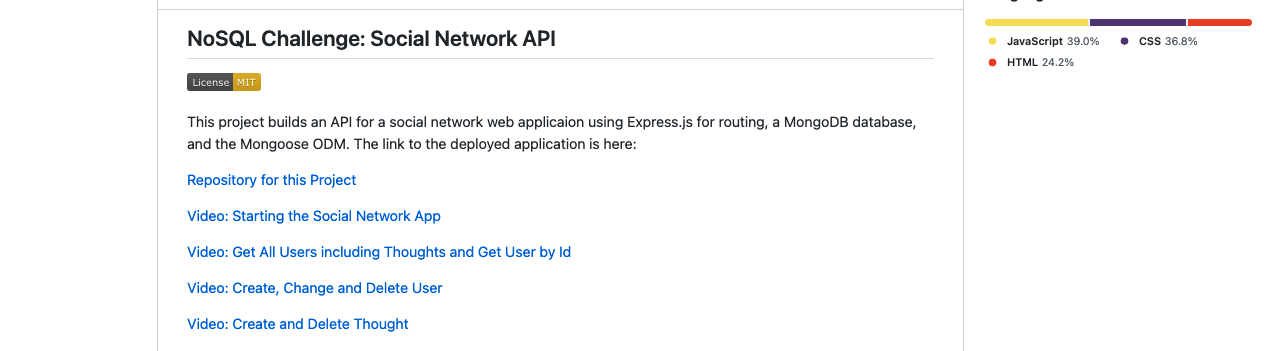 NoSQL Challenge: Social Network API
License MIT
This project builds an API for a social network web applicaion using Express.js for routing, a MongoDB database,
and the Mongoose ODM. The link to the deployed application is here:
Repository for this Project
Video: Starting the Social Network App
Video: Get All Users including Thoughts and Get User by Id
Video: Create, Change and Delete User
Video: Create and Delete Thought
JavaScript 39.0% CSS 36.8%
HTML 24.2%